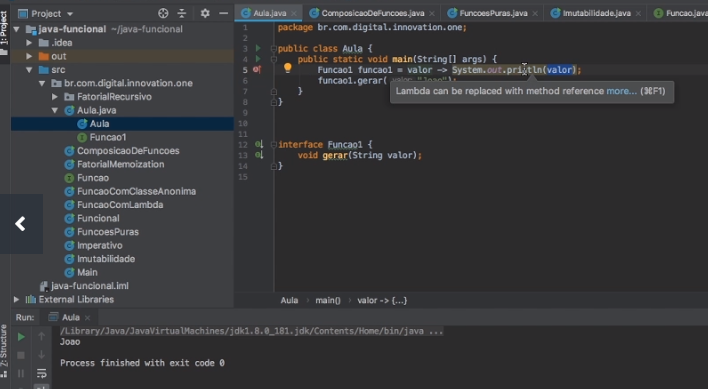 Project
Aula.java
ComposicaoDeFuncoes.java
FuncoesPuras.java
Imutabilidade.java
Funcao.java
1: Project
java-funcional ~/java-funcional
.idea
out
src
br.com.digital.innovation.one
FatorialRecursivo
Aula.java
Aula
Funcao1
ComposicaoDeFuncoes
FatorialMemoization
Funcao
FuncaoComClasseAnonima
FuncaoComLambda
Funcional
FuncoesPuras
Imperativo
Imutabilidade
Main
java-funcional.iml
External Libraries
1 package br.com.digital.innovation.one;
2
3 public class Aula {
4 public static void main(String[] args) {
5 Funcao1 funcao1 = valor -> System.out.println(valor);
6 funcao1.gerar( valor: "Joao");
7 }
8 }
Lambda can be replaced with method reference more... (⌘F1)
12 interface Funcao1 {
13 void gerar(String valor);
14 }
15
Aula main() valor -> {...}
Run: Aula
/Library/Java/JavaVirtualMachines/jdk1.8.0_181.jdk/Contents/Home/bin/java ...
Joao
Process finished with exit code 0
Z: Structure